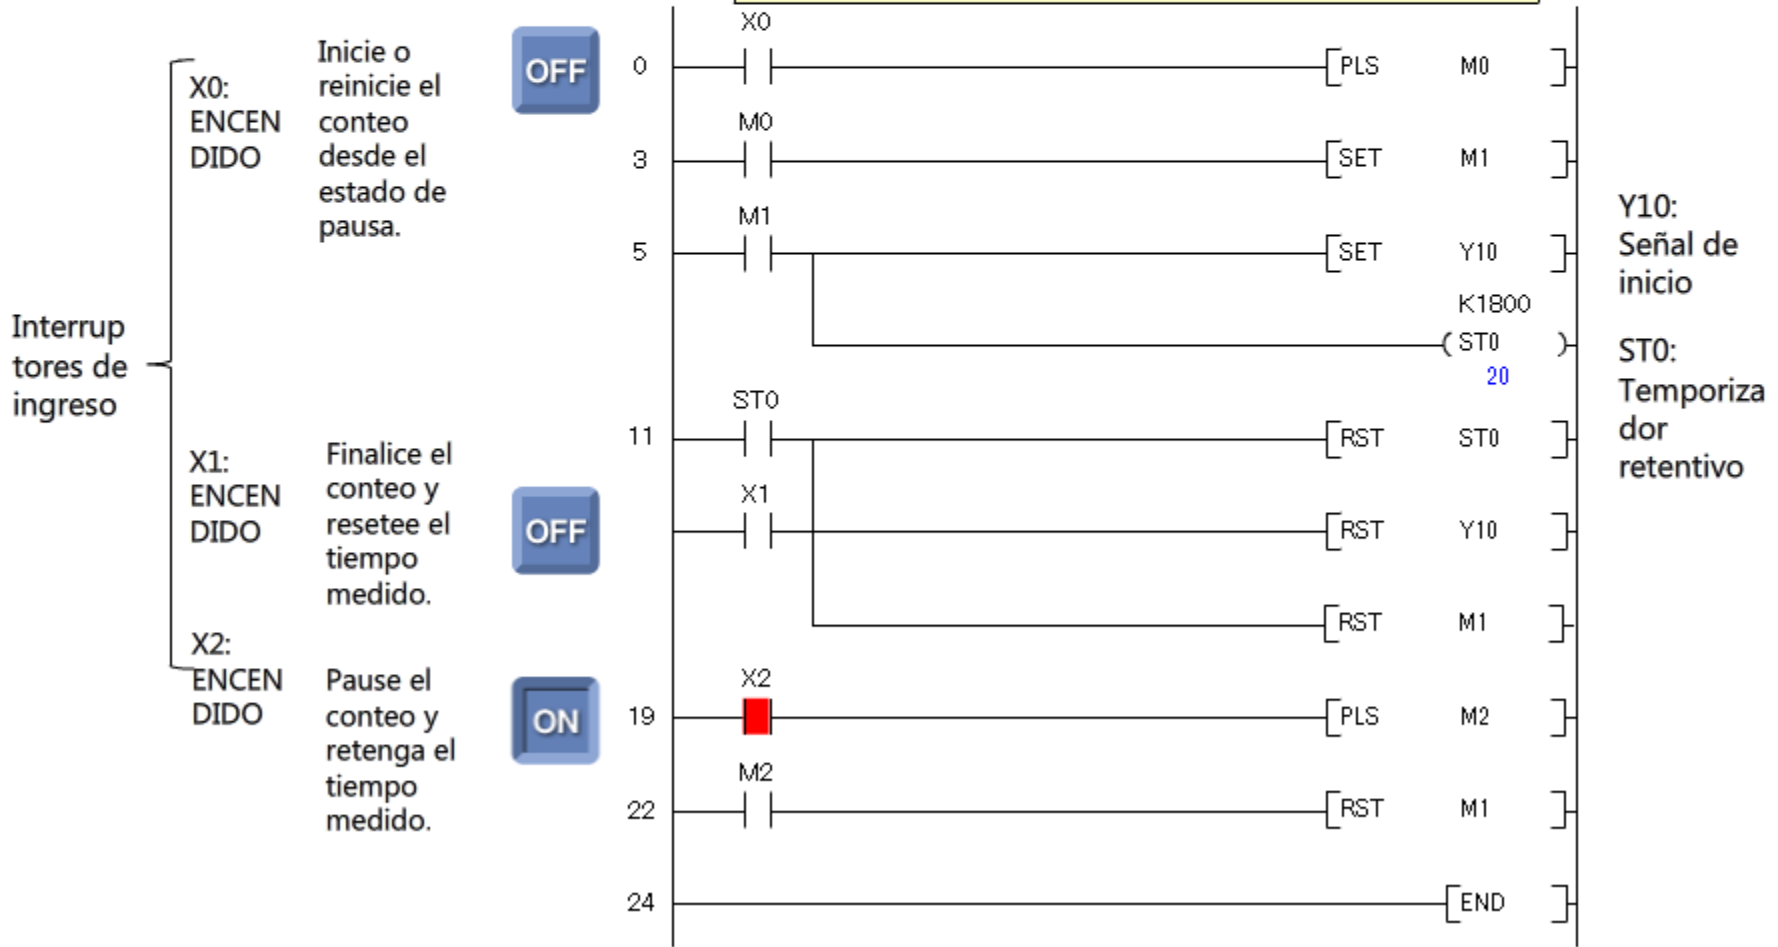 Interrup
tores de
ingreso
X0:
ENCEN
DIDO
Inicie o
reinicie el
conteo
desde el
estado de
pausa.
OFF
X1:
ENCEN
DIDO
Finalice el
conteo y
resetee el
tiempo
medido.
OFF
X2:
ENCEN
DIDO
Pause el
conteo y
retenga el
tiempo
medido.
ON
X0
0 PLS M0
M0
3 SET M1
M1
5 SET Y10
K1800
ST0
20
ST0
11 RST ST0
X1
RST Y10
RST M1
X2
19 PLS M2
M2
22 RST M1
24 END
Y10:
Señal de
inicio
ST0:
Temporiza
dor
retentivo